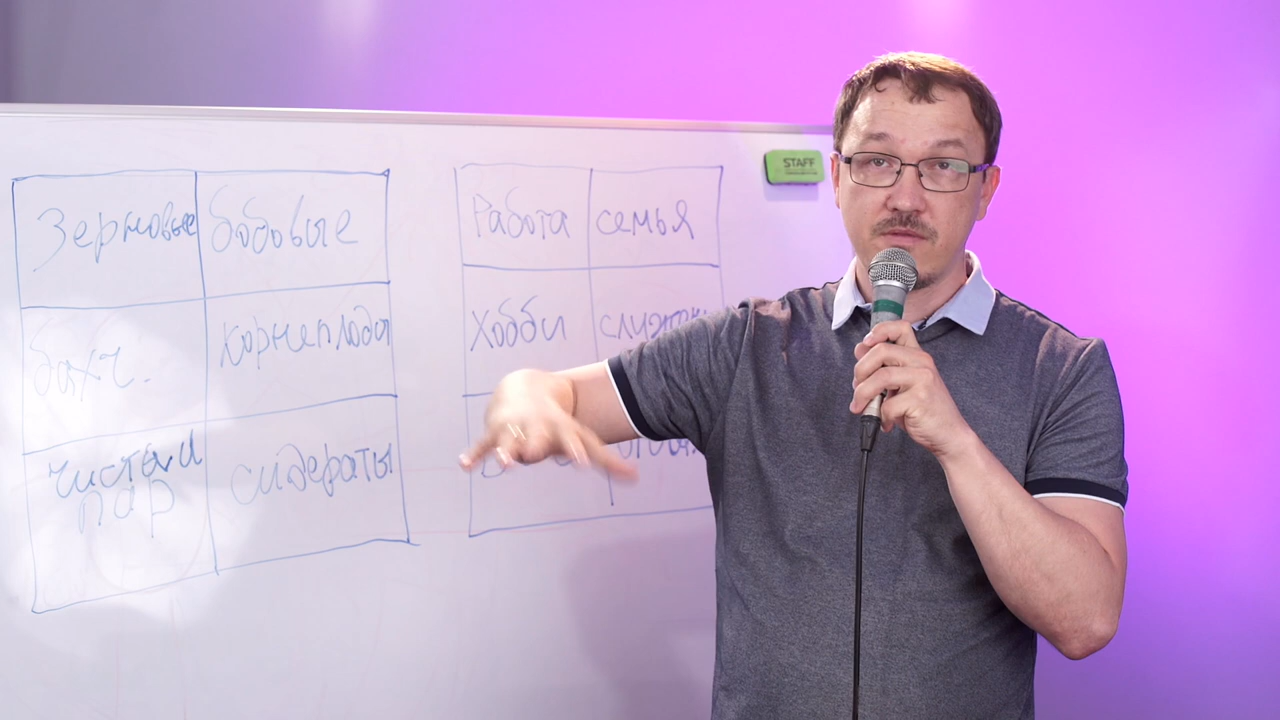 Зерновые
бобовые
бахч.
корнеплоды
Чистый
пар
сидераты
Работа
семья
Хобби
STAFF